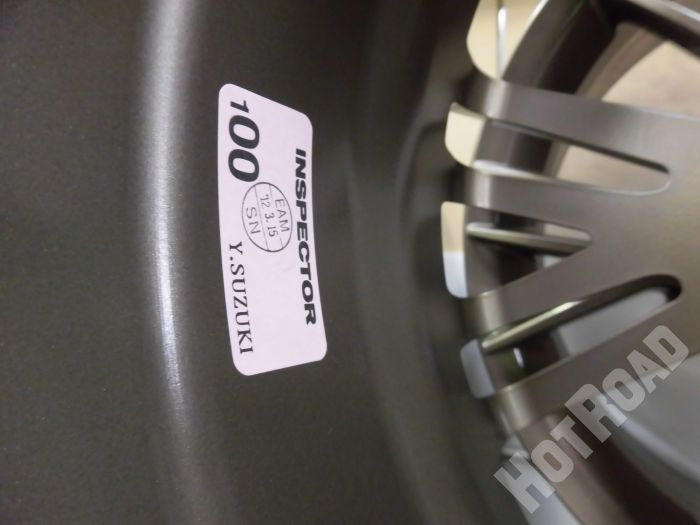 INSPECTOR
100
EAM
'12.3.15
SN
Y.SUZUKI
HOT ROAD